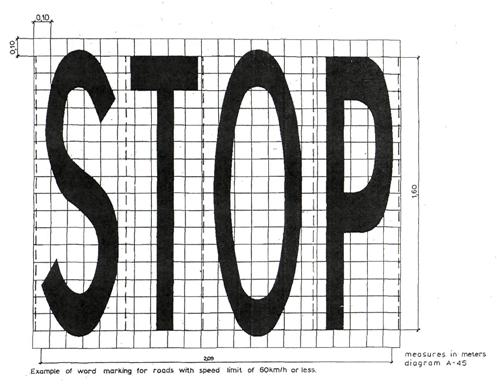 0,10
0,10
STOP
1,60
2,09
measures in meters
diagram A-45
Example of word marking for roads with speed limit of 60km/h or less.